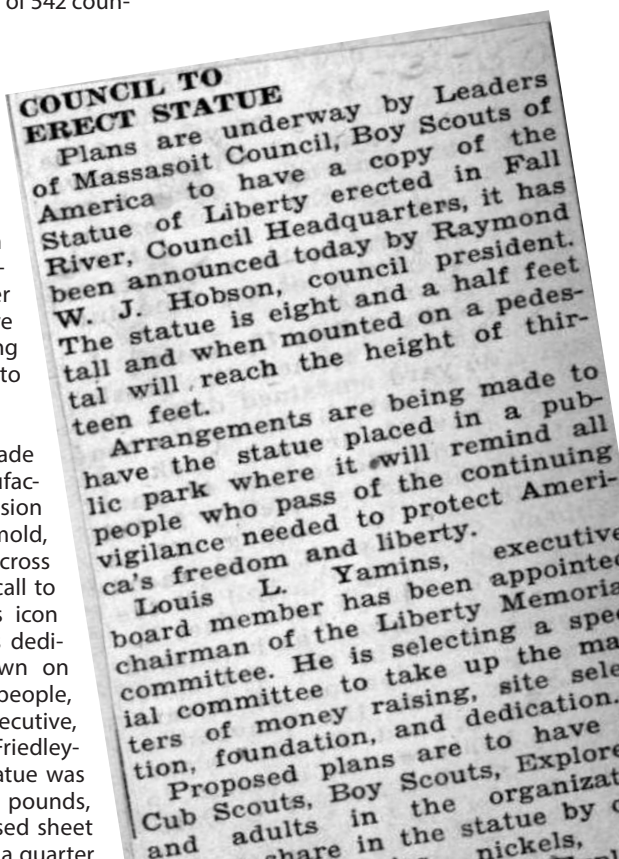 of 542 coun-
er
ng
to
ade
ufac-
sion
mold,
cross
call to
s icon
dedi-
wn on
people,
ecutive,
Friedley-
atue was
pounds,
sed sheet
a quarter
COUNCIL TO
ERECT STATUE
Plans are underway by Leaders
of Massasoit Council, Boy Scouts of
America to have a copy of the
Statue of Liberty erected in Fall
River, Council Headquarters, it has
been announced today by Raymond
W. J. Hobson, council president.
The statue is eight and a half feet
tall and when mounted on a pedes-
tal will reach the height of thir-
teen feet.
Arrangements are being made to
have the statue placed in a pub-
lic park where it will remind all
people who pass of the continuing
vigilance needed to protect Ameri-
ca's freedom and liberty.
Louis L. Yamins, executive
board member has been appointed
chairman of the Liberty Memoria
committee. He is selecting a spec
ial committee to take up the ma
ters of money raising, site sele
tion, foundation, and dedication.
Proposed plans are to have
Cub Scouts, Boy Scouts, Explore
and adults in the organizat
share in the statue by c
nickels,